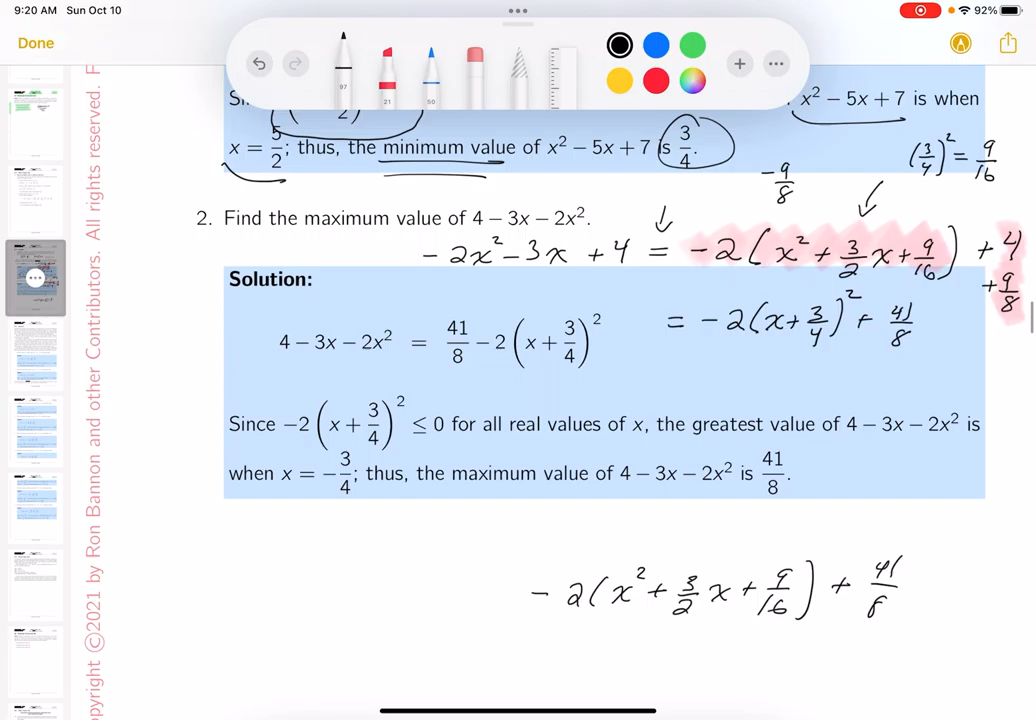 9:20 AM Sun Oct 10
92%
Done
97
21
50
x² − 5x + 7 is when
x = 5/2; thus, the minimum value of x² − 5x + 7 is 3/4.
(3/4)² = 9/16
−9/8
2. Find the maximum value of 4 − 3x − 2x².
− 2x² − 3x + 4 = −2(x² + 3/2 x + 9/16) + 4 + 9/8
Solution:
= −2(x + 3/4)² + 41/8
4 − 3x − 2x² = 41/8 − 2(x + 3/4)²
Since −2(x + 3/4)² ≤ 0 for all real values of x, the greatest value of 4 − 3x − 2x² is
when x = −3/4; thus, the maximum value of 4 − 3x − 2x² is 41/8.
− 2(x² + 3/2 x + 9/16) + 41/8
opyright ©2021 by Ron Bannon and other Contributors. All rights reserved. F